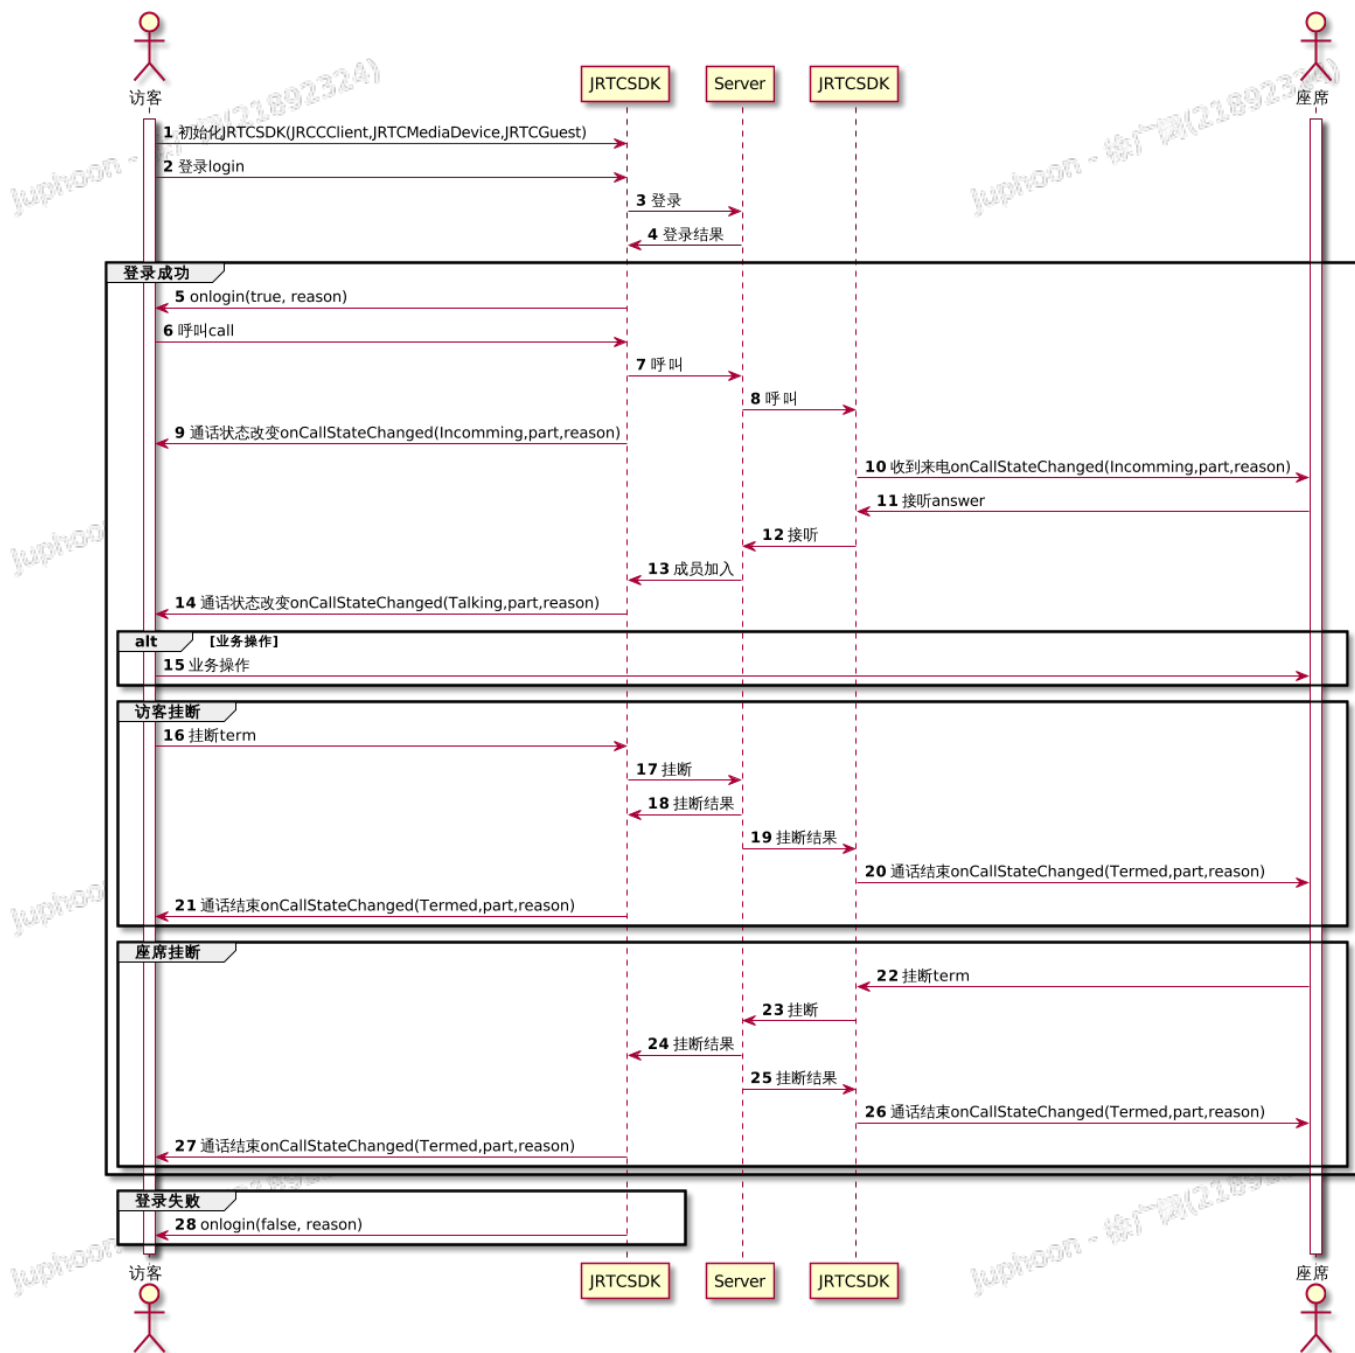 访客
座席
JRTCSDK
Server
JRTCSDK
1 初始化JRTCSDK(JRCCClient,JRTCMediaDevice,JRTCGuest)
2 登录login
3 登录
4 登录结果
登录成功
5 onlogin(true, reason)
6 呼叫call
7 呼叫
8 呼叫
9 通话状态改变onCallStateChanged(Incomming,part,reason)
10 收到来电onCallStateChanged(Incomming,part,reason)
11 接听answer
12 接听
13 成员加入
14 通话状态改变onCallStateChanged(Talking,part,reason)
alt [业务操作]
15 业务操作
访客挂断
16 挂断term
17 挂断
18 挂断结果
19 挂断结果
20 通话结束onCallStateChanged(Termed,part,reason)
21 通话结束onCallStateChanged(Termed,part,reason)
座席挂断
22 挂断term
23 挂断
24 挂断结果
25 挂断结果
26 通话结束onCallStateChanged(Termed,part,reason)
27 通话结束onCallStateChanged(Termed,part,reason)
登录失败
28 onlogin(false, reason)
访客
JRTCSDK
Server
JRTCSDK
座席